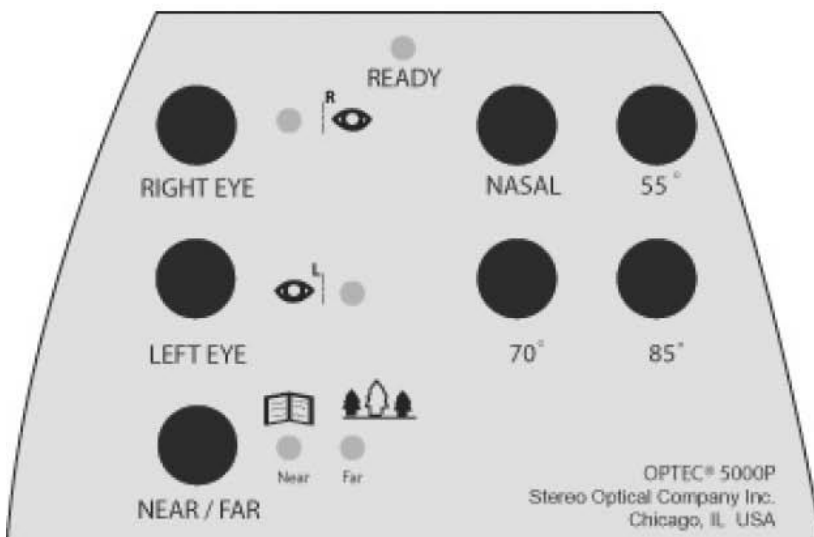 READY
R
RIGHT EYE
NASAL
55°
L
LEFT EYE
70°
85°
Near
Far
NEAR / FAR
OPTEC® 5000P
Stereo Optical Company Inc.
Chicago, IL USA